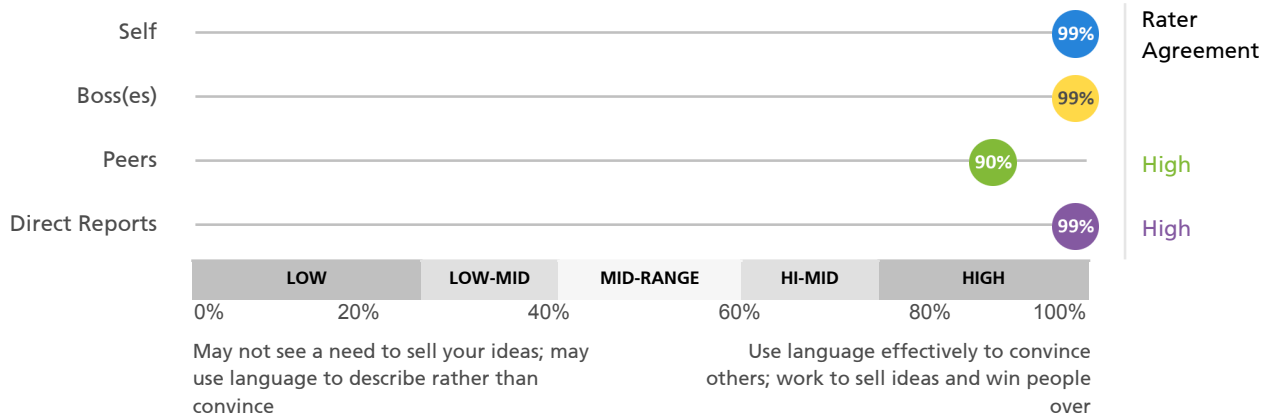 Self
99%
Rater
Agreement
Boss(es)
99%
Peers
90%
High
Direct Reports
99%
High
LOW LOW-MID MID-RANGE HI-MID HIGH
0% 20% 40% 60% 80% 100%
May not see a need to sell your ideas; may
use language to describe rather than
convince
Use language effectively to convince
others; work to sell ideas and win people
over